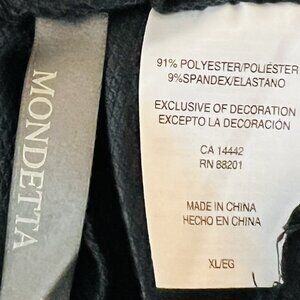 MONDETTA
91% POLYESTER/POLIÉSTER
9%SPANDEX/ELASTANO
EXCLUSIVE OF DECORATION
EXCEPTO LA DECORACIÓN
CA 14442
RN 88201
MADE IN CHINA
HECHO EN CHINA
XL/EG